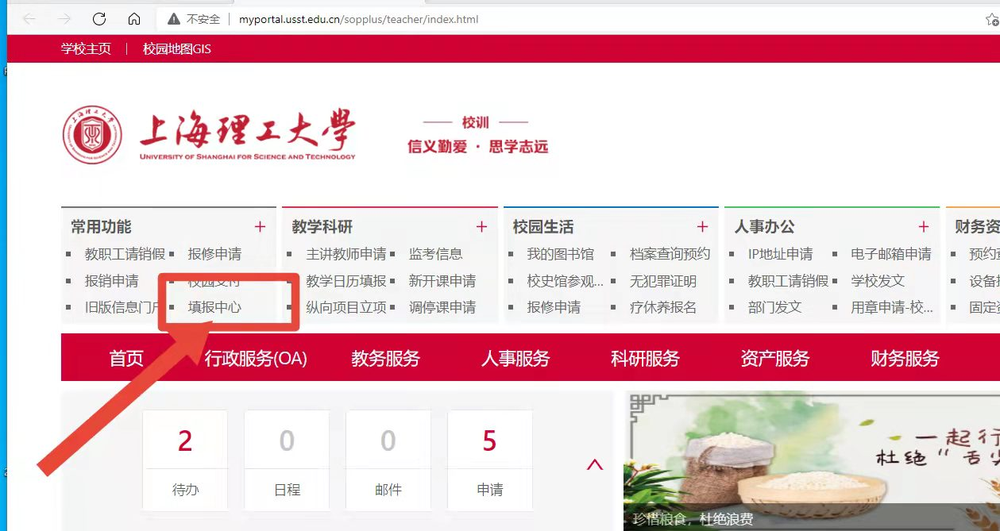 不安全 myportal.usst.edu.cn/sopplus/teacher/index.html
学校主页 | 校园地图GIS
上海理工大學
UNIVERSITY OF SHANGHAI FOR SCIENCE AND TECHNOLOGY
校训
信义勤爱 · 思学志远
常用功能 +
教职工请销假 报修申请
报销申请 校园支付
旧版信息门户 填报中心
教学科研 +
主讲教师申请 监考信息
教学日历填报 新开课申请
纵向项目立项 调停课申请
校园生活 +
我的图书馆 档案查询预约
校史馆参观... 无犯罪证明
报修申请 疗休养报名
人事办公 +
IP地址申请 电子邮箱申请
教职工请销假 学校发文
部门发文 用章申请-校...
财务资
预约
设备
固定
首页 行政服务(OA) 教务服务 人事服务 科研服务 资产服务 财务服务
2 0 0 5
待办 日程 邮件 申请
一起行
杜绝“舌尖
珍惜粮食，杜绝浪费